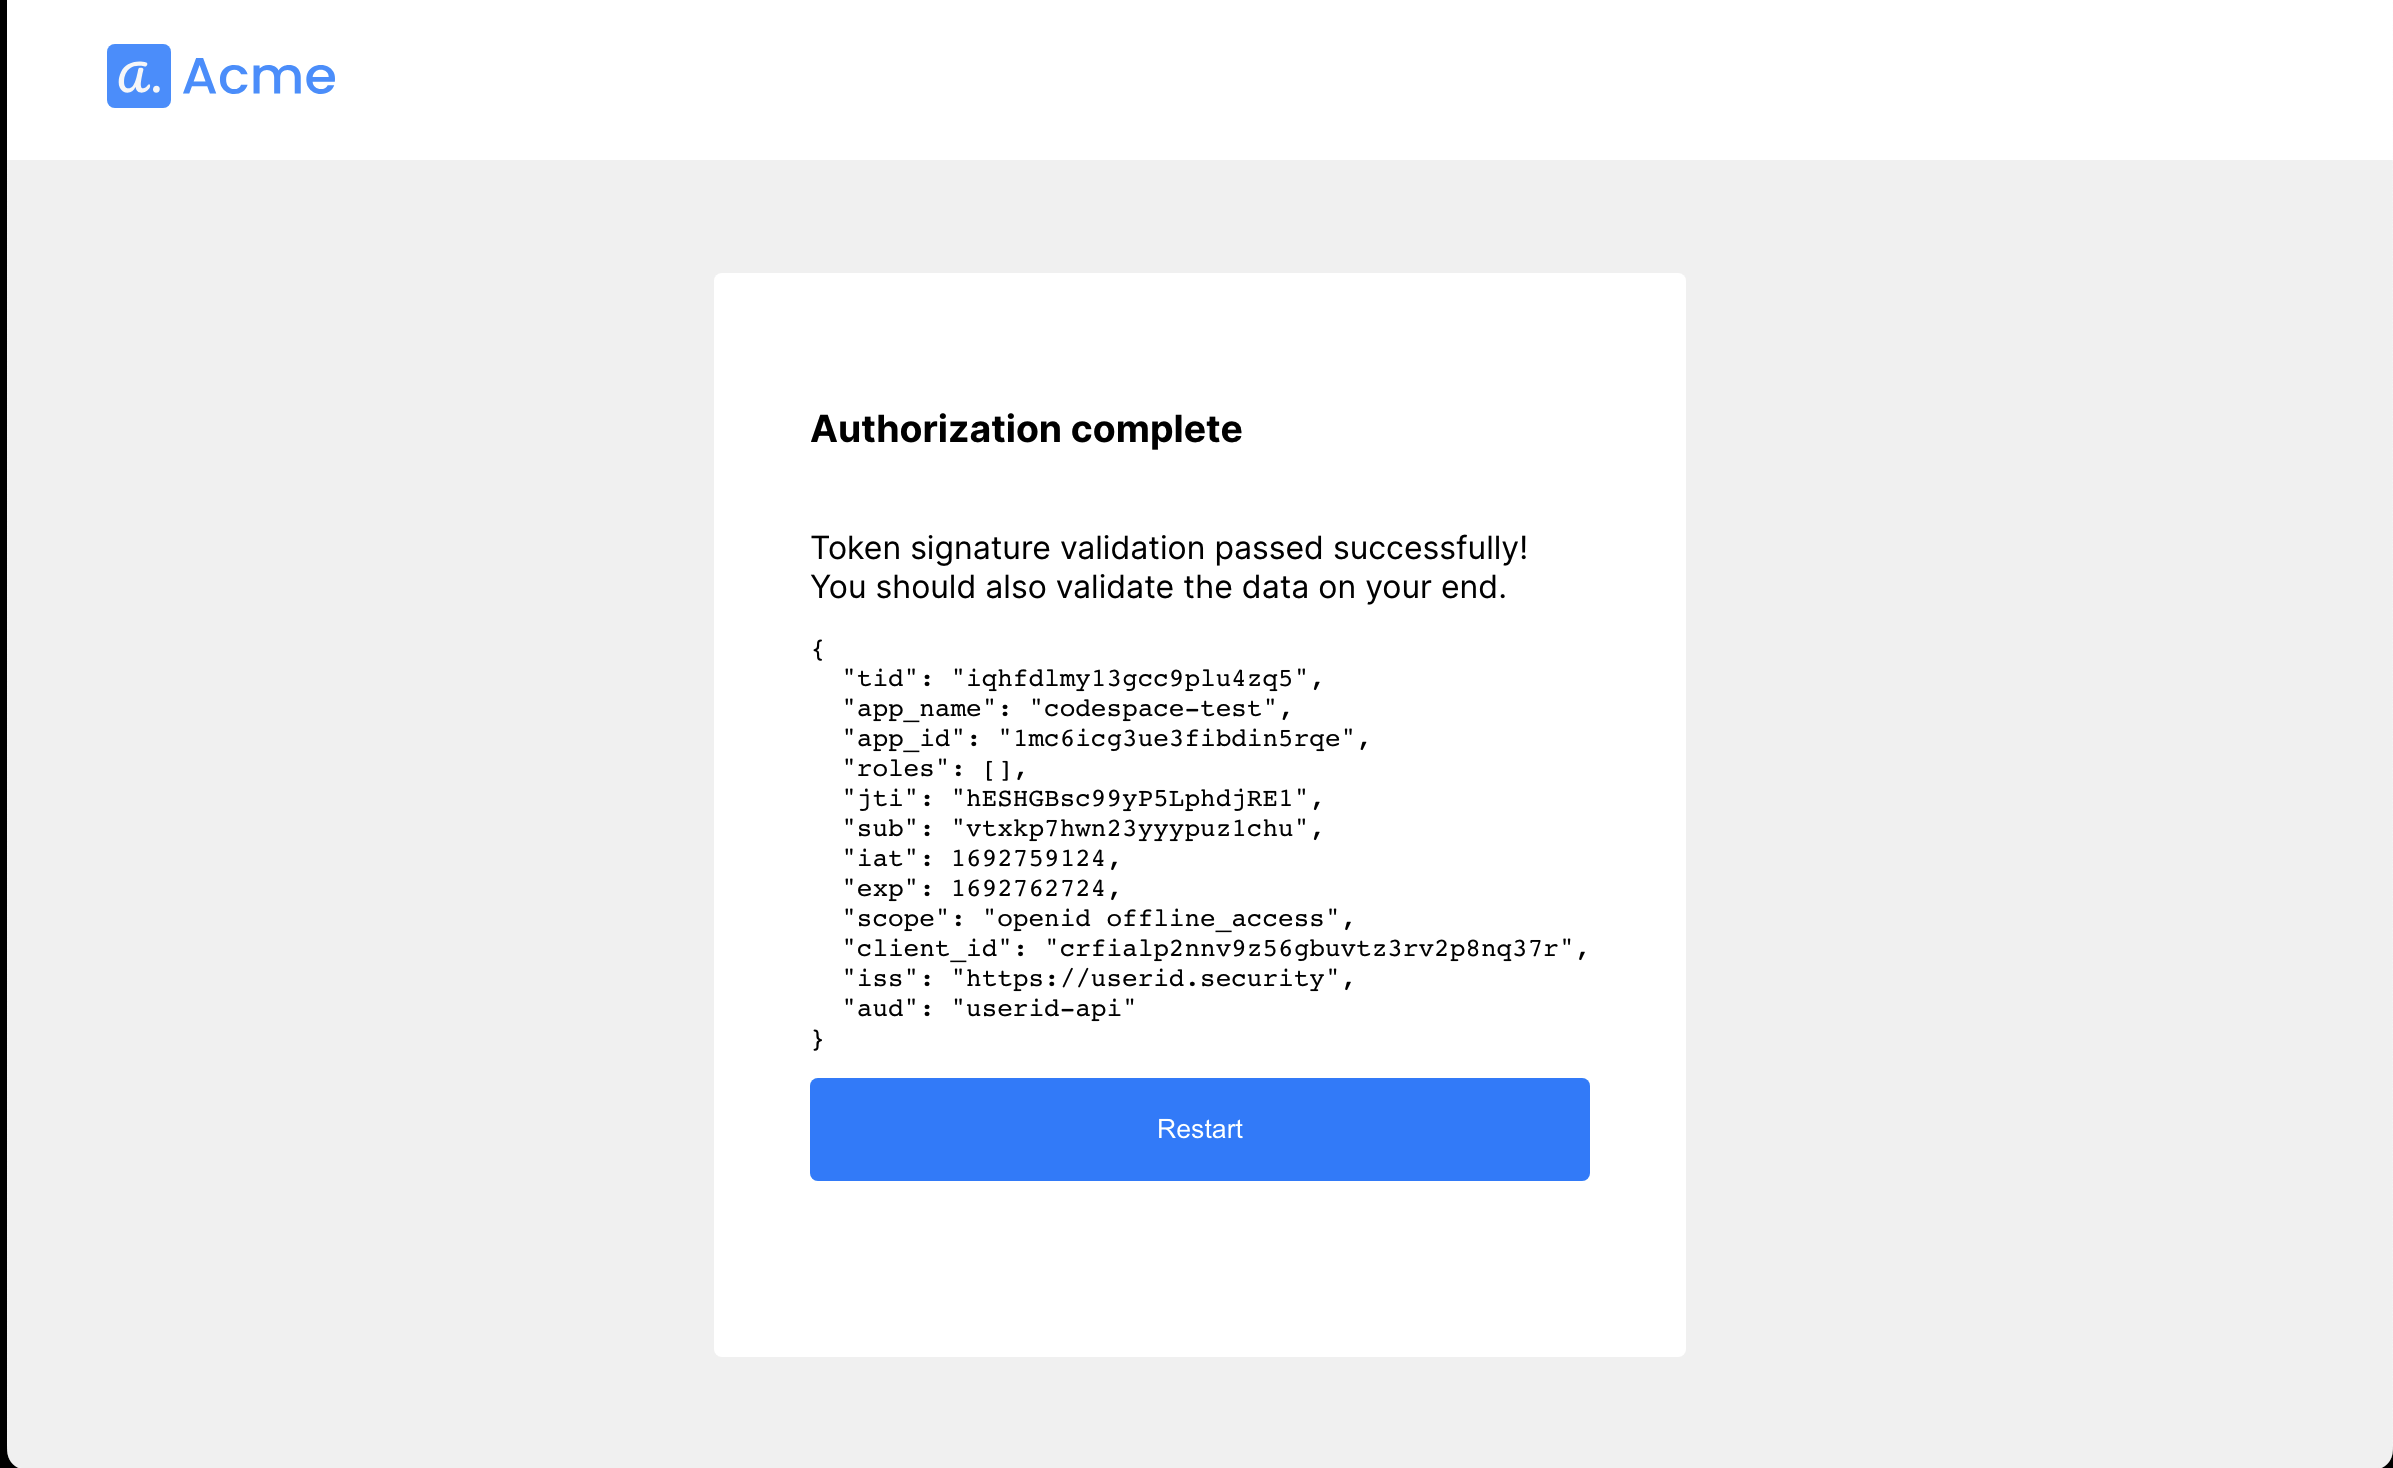 a. Acme
Authorization complete
Token signature validation passed successfully!
You should also validate the data on your end.
{
  "tid": "iqhfdlmy13gcc9plu4zq5",
  "app_name": "codespace-test",
  "app_id": "1mc6icg3ue3fibdin5rqe",
  "roles": [],
  "jti": "hESHGBsc99yP5LphdjRE1",
  "sub": "vtxkp7hwn23yyypuz1chu",
  "iat": 1692759124,
  "exp": 1692762724,
  "scope": "openid offline_access",
  "client_id": "crfialp2nnv9z56gbuvtz3rv2p8nq37r",
  "iss": "https://userid.security",
  "aud": "userid-api"
}
Restart